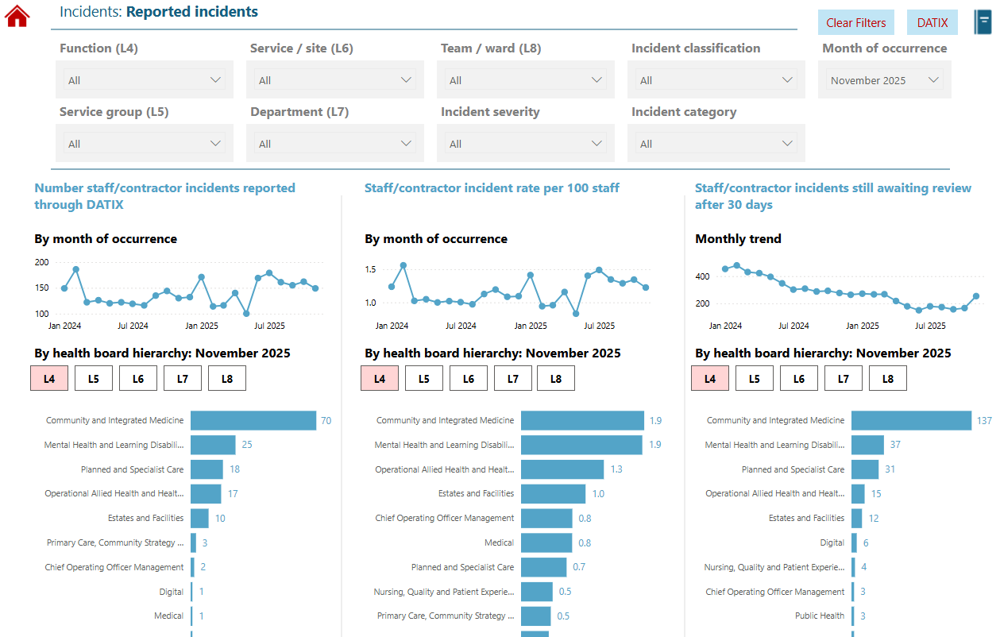 Incidents: Reported incidents
Clear Filters
DATIX
Function (L4)
Service / site (L6)
Team / ward (L8)
Incident classification
Month of occurrence
All
All
All
All
November 2025
Service group (L5)
Department (L7)
Incident severity
Incident category
All
All
All
All
Number staff/contractor incidents reported
through DATIX
By month of occurrence
200
150
100
Jan 2024
Jul 2024
Jan 2025
Jul 2025
By health board hierarchy: November 2025
L4
L5
L6
L7
L8
Community and Integrated Medicine 70
Mental Health and Learning Disabili... 25
Planned and Specialist Care 18
Operational Allied Health and Healt... 17
Estates and Facilities 10
Primary Care, Community Strategy ... 3
Chief Operating Officer Management 2
Digital 1
Medical 1
Staff/contractor incident rate per 100 staff
By month of occurrence
1.5
1.0
Jan 2024
Jul 2024
Jan 2025
Jul 2025
By health board hierarchy: November 2025
L4
L5
L6
L7
L8
Community and Integrated Medicine 1.9
Mental Health and Learning Disabili... 1.9
Operational Allied Health and Healt... 1.3
Estates and Facilities 1.0
Chief Operating Officer Management 0.8
Medical 0.8
Planned and Specialist Care 0.7
Nursing, Quality and Patient Experie... 0.5
Primary Care, Community Strategy ... 0.5
Staff/contractor incidents still awaiting review
after 30 days
Monthly trend
400
200
Jan 2024
Jul 2024
Jan 2025
Jul 2025
By health board hierarchy: November 2025
L4
L5
L6
L7
L8
Community and Integrated Medicine 137
Mental Health and Learning Disabili... 37
Planned and Specialist Care 31
Operational Allied Health and Healt... 15
Estates and Facilities 12
Digital 6
Nursing, Quality and Patient Experie... 4
Chief Operating Officer Management 3
Public Health 3